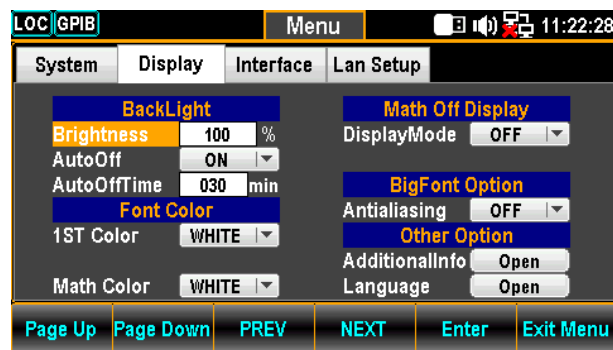 LOC GPIB Menu 11:22:28
System Display Interface Lan Setup
BackLight
Brightness 100 %
AutoOff ON
AutoOffTime 030 min
Font Color
1ST Color WHITE
Math Color WHITE
Math Off Display
DisplayMode OFF
BigFont Option
Antialiasing OFF
Other Option
AdditionalInfo Open
Language Open
Page Up Page Down PREV NEXT Enter Exit Menu